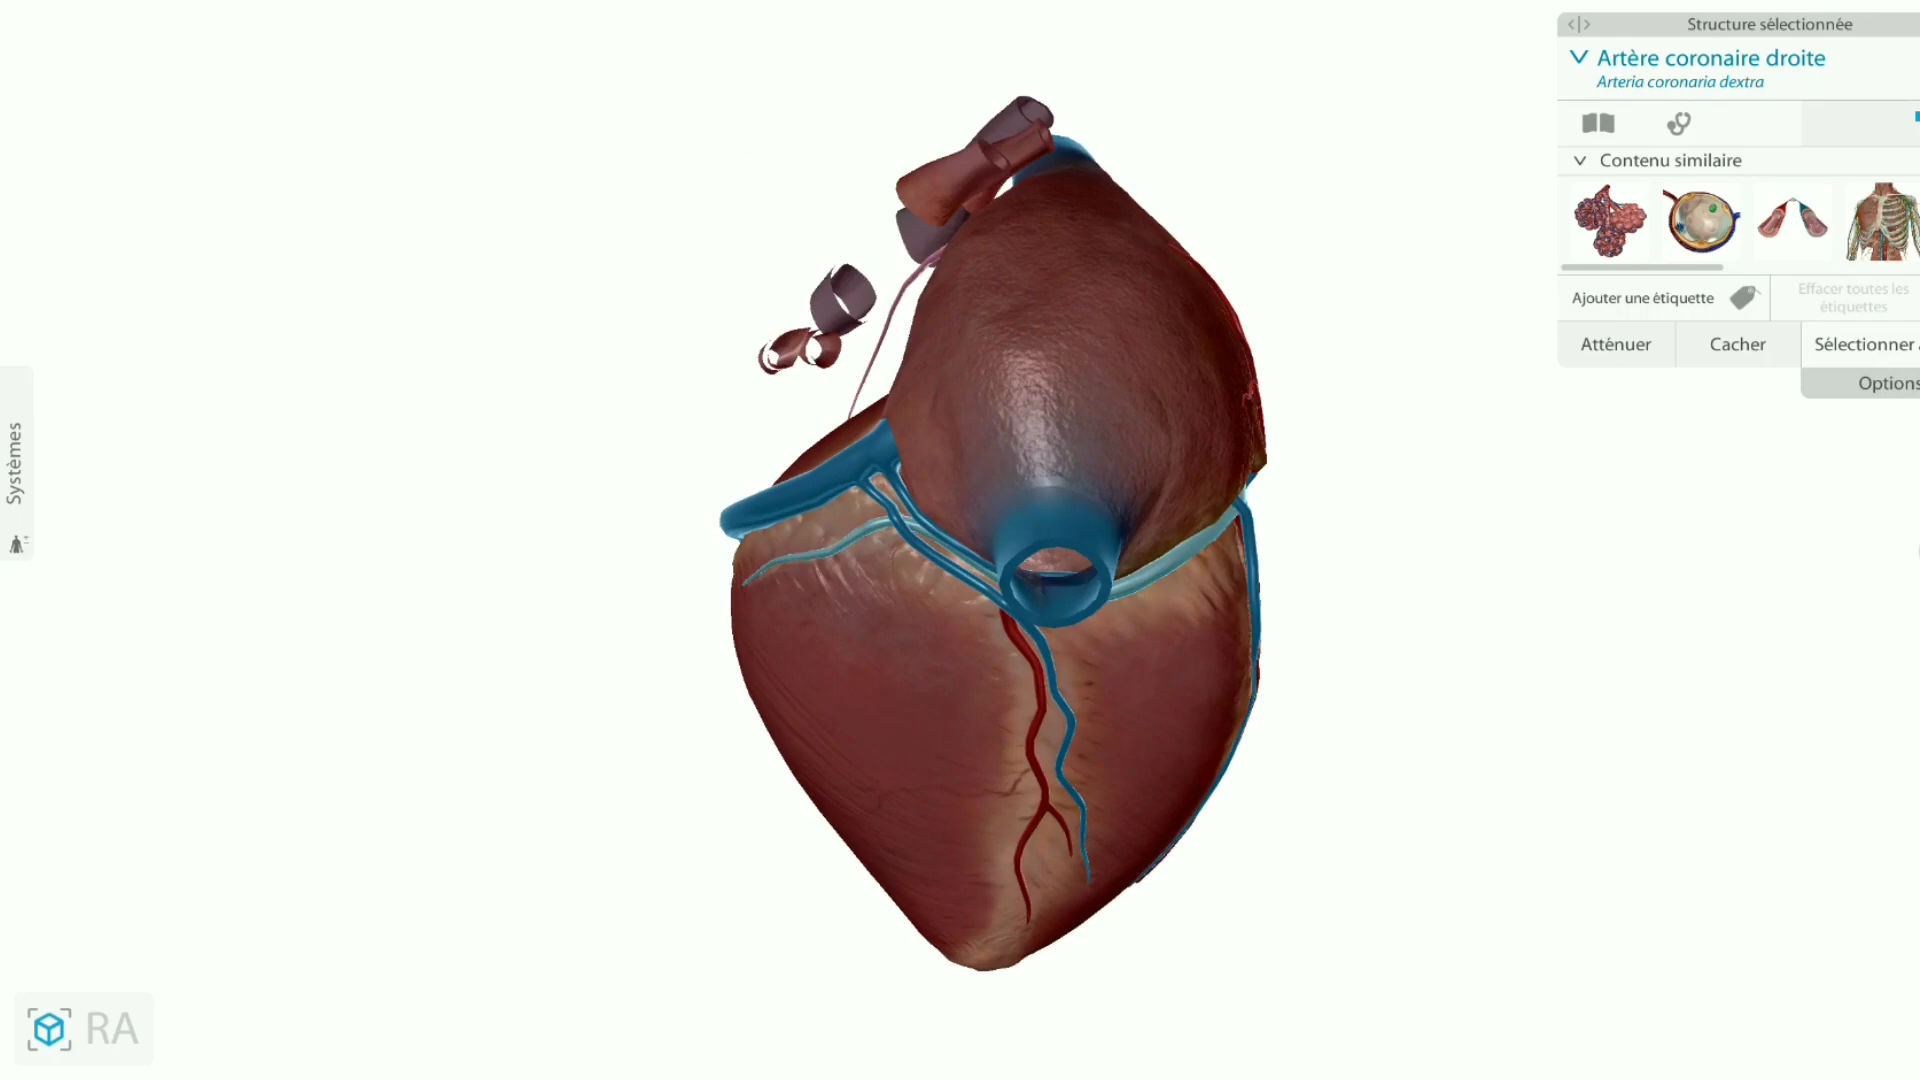 Structure sélectionnée
Artère coronaire droite
Arteria coronaria dextra
Contenu similaire
Ajouter une étiquette
Effacer toutes les
étiquettes
Atténuer
Cacher
Sélectionner
Options
Systèmes
RA